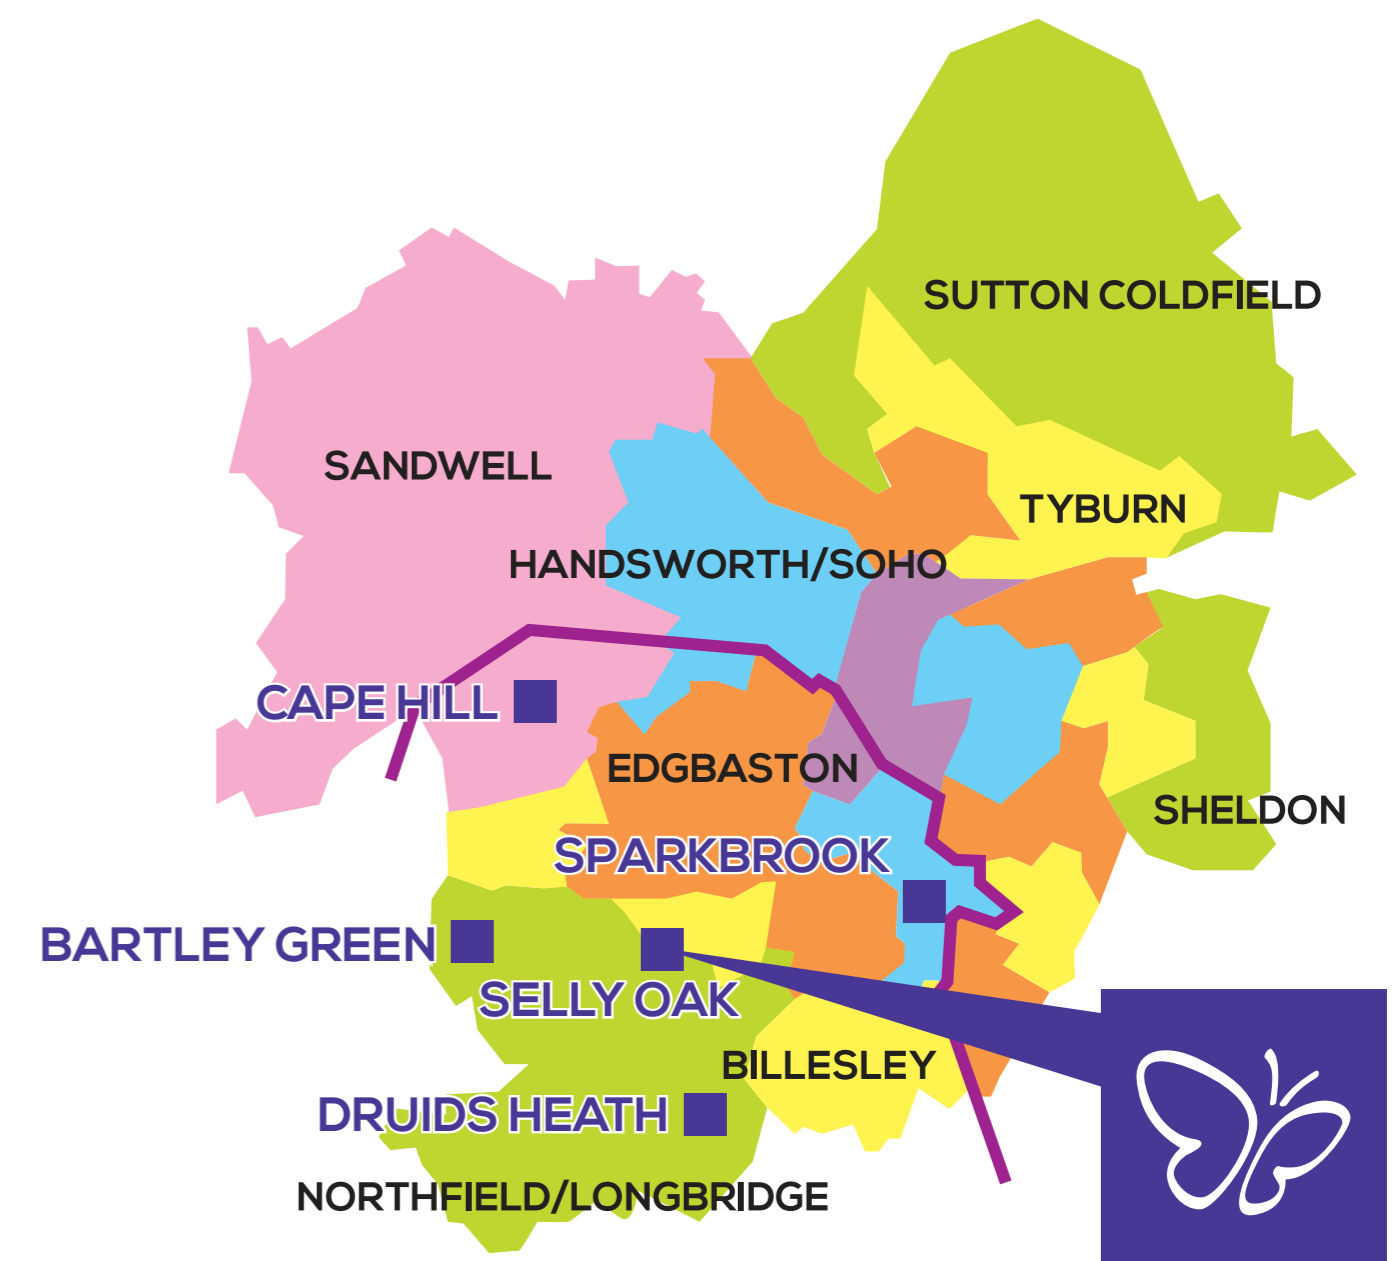 SUTTON COLDFIELD
SANDWELL
TYBURN
HANDSWORTH/SOHO
CAPE HILL
EDGBASTON
SHELDON
SPARKBROOK
BARTLEY GREEN
SELLY OAK
BILLESLEY
DRUIDS HEATH
NORTHFIELD/LONGBRIDGE